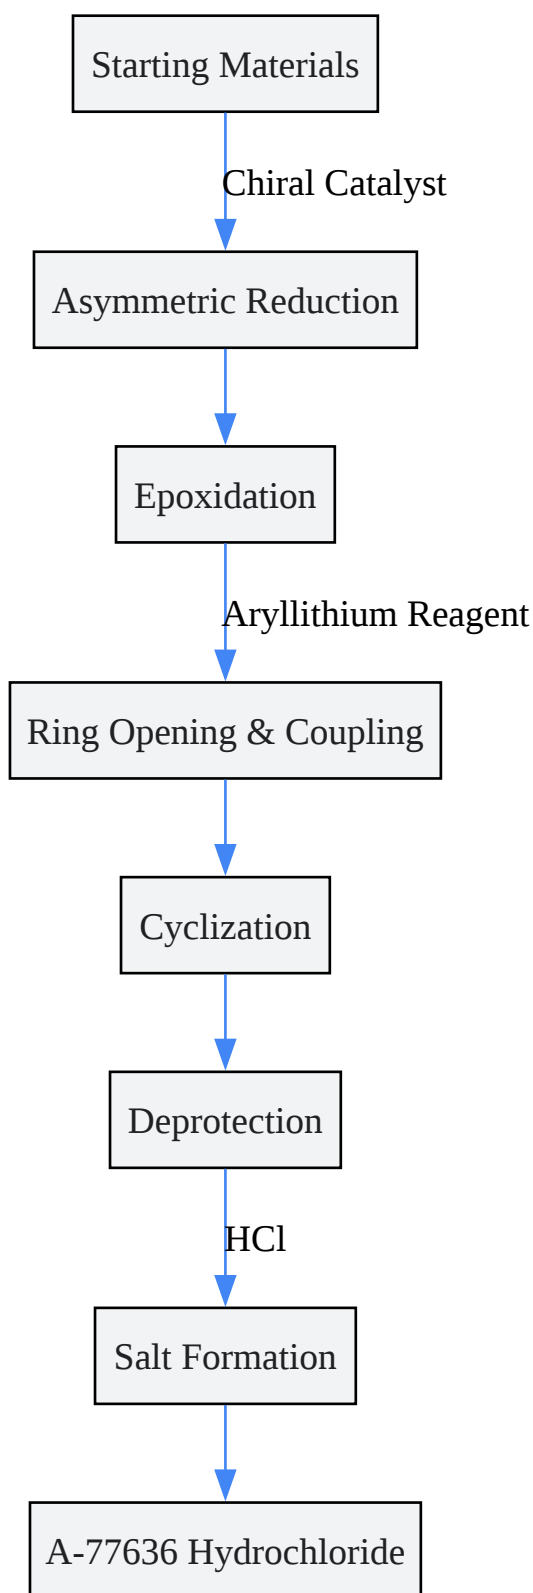 Starting Materials
Chiral Catalyst
Asymmetric Reduction
Epoxidation
Aryllithium Reagent
Ring Opening & Coupling
Cyclization
Deprotection
HCl
Salt Formation
A-77636 Hydrochloride